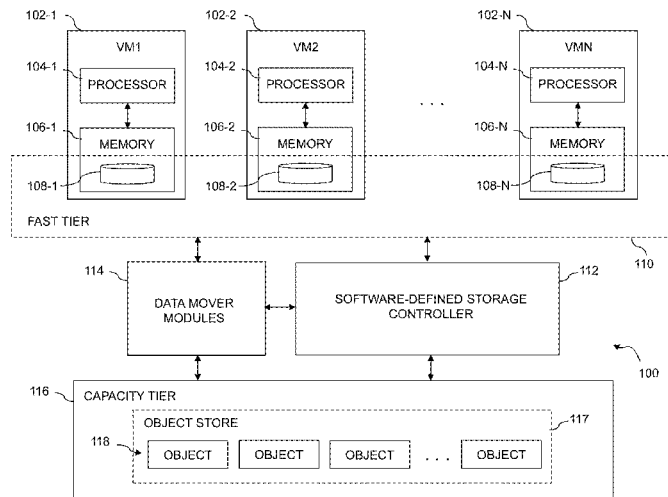 102-1
102-2
102-N
VM1
VM2
VMN
104-1
104-2
104-N
PROCESSOR
PROCESSOR
PROCESSOR
. . .
106-1
106-2
106-N
MEMORY
MEMORY
MEMORY
108-1
108-2
108-N
FAST TIER
110
114
112
DATA MOVER
MODULES
SOFTWARE-DEFINED STORAGE
CONTROLLER
100
116
CAPACITY TIER
117
OBJECT STORE
118
OBJECT
OBJECT
OBJECT
. . .
OBJECT